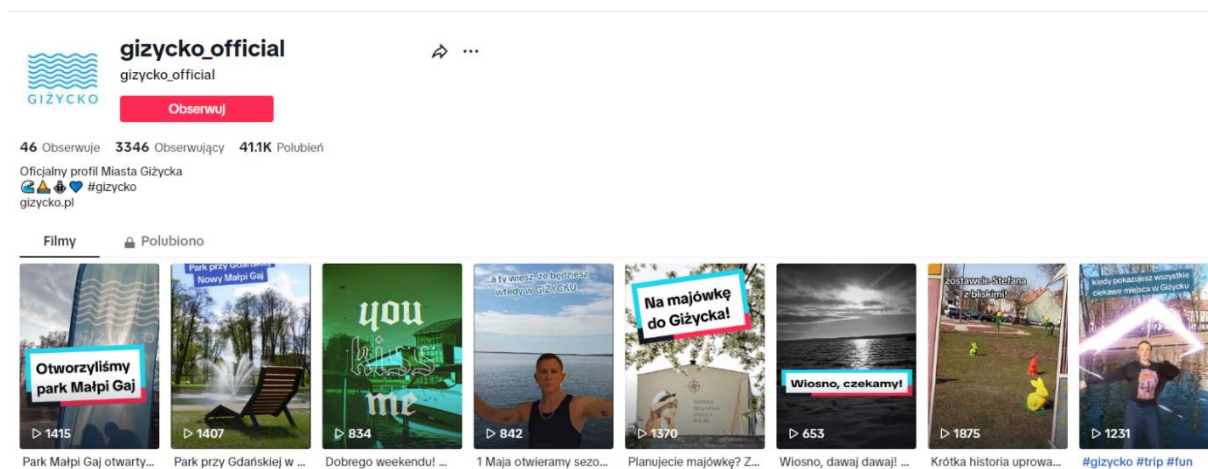 gizycko_official
gizycko_official
GIŻYCKO
Obserwuj
46 Obserwuje 3346 Obserwujący 41.1K Polubień
Oficjalny profil Miasta Giżycka
#gizycko
gizycko.pl
Filmy Polubiono
Otworzyliśmy
park Małpi Gaj
1415
Park przy Gdańskiej
Nowy Małpi Gaj
1407
you
kiss
me
834
...a ty wiesz, że będziesz
wtedy w GIŻYCKU
842
Na majówkę
do Giżycka!
1370
Wiosno, czekamy!
653
zostawcie Stefana
z bliskimi!
1875
kiedy pokazujesz wszystkie
ciekawe miejsca w Giżycku
1231
Park Małpi Gaj otwarty... Park przy Gdańskiej w ... Dobrego weekendu! ... 1 Maja otwieramy sezo... Planujecie majówkę? Z... Wiosno, dawaj dawaj! ... Krótka historia uprowa... #gizycko #trip #fun